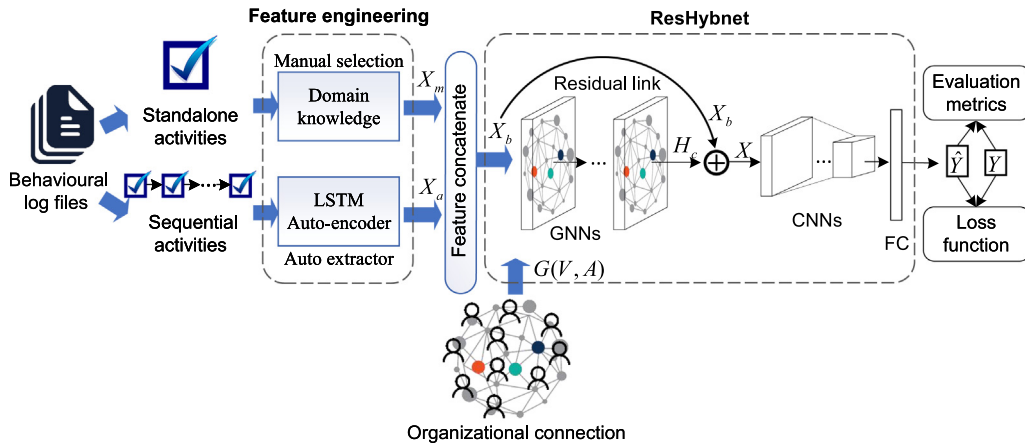 Feature engineering
ResHybnet
Manual selection
Domain
knowledge
X_m
Standalone
activities
Behavioural
log files
Sequential
activities
LSTM
Auto-encoder
Auto extractor
X_a
Feature concatenate
X_b
Residual link
X_b
H_c
X
GNNs
CNNs
FC
G(V, A)
Organizational connection
Evaluation
metrics
Ŷ
Y
Loss
function